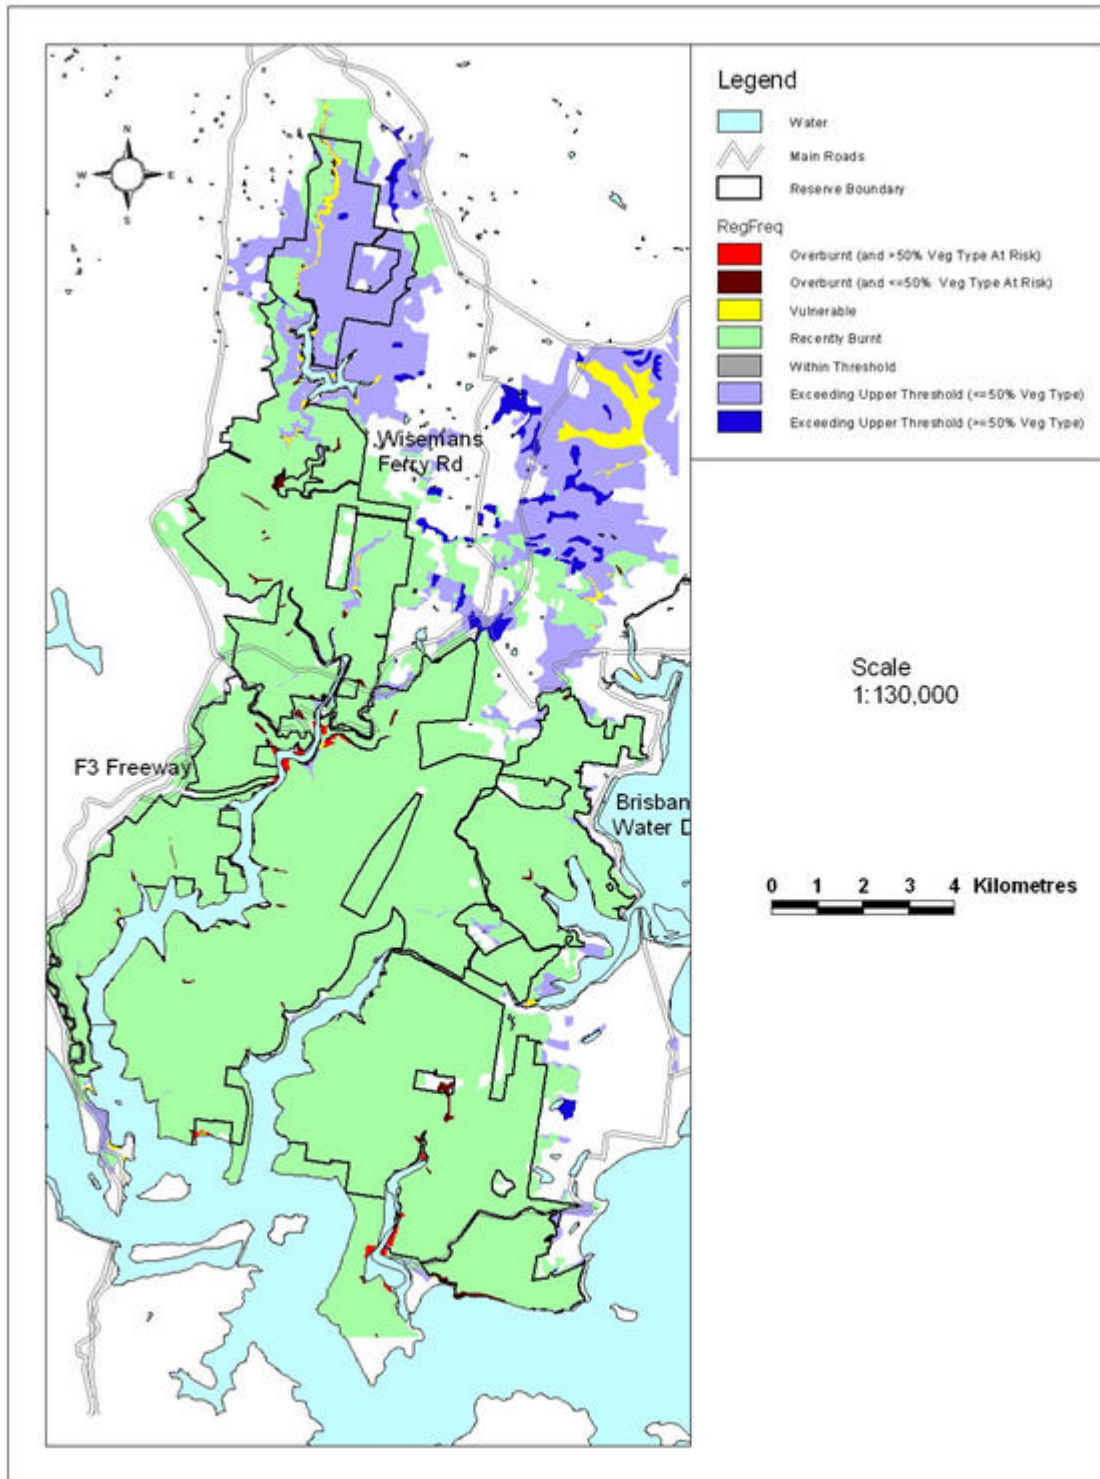 N
W E
S
Legend
Water
Main Roads
Reserve Boundary
RegFreq
Overburnt (and >50% Veg Type At Risk)
Overburnt (and <=50% Veg Type At Risk)
Vulnerable
Recently Burnt
Within Threshold
Exceeding Upper Threshold (<=50% Veg Type)
Exceeding Upper Threshold (>=50% Veg Type)
Wisemans
Ferry Rd
Scale
1:130,000
F3 Freeway
Brisban
Water D
0 1 2 3 4 Kilometres